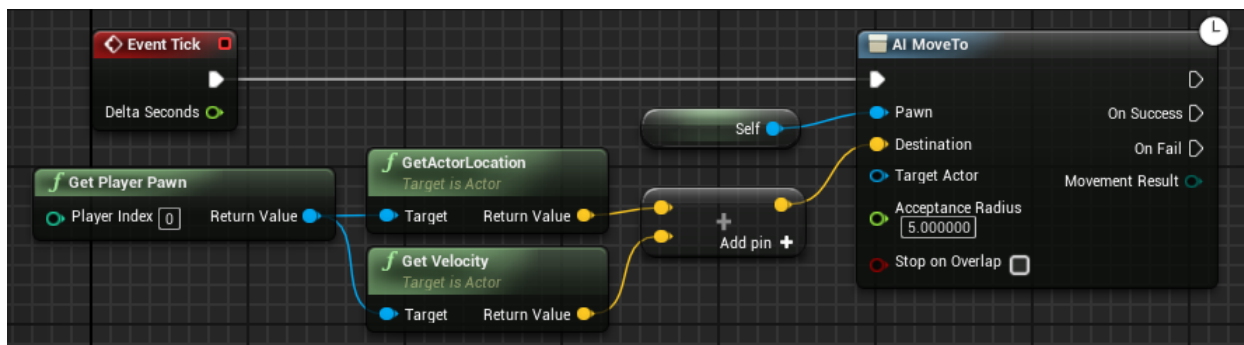 Event Tick
Delta Seconds
Get Player Pawn
Player Index 0
Return Value
GetActorLocation
Target is Actor
Target
Return Value
Get Velocity
Target is Actor
Target
Return Value
Self
Add pin
AI MoveTo
Pawn
On Success
Destination
On Fail
Target Actor
Movement Result
Acceptance Radius
5.000000
Stop on Overlap